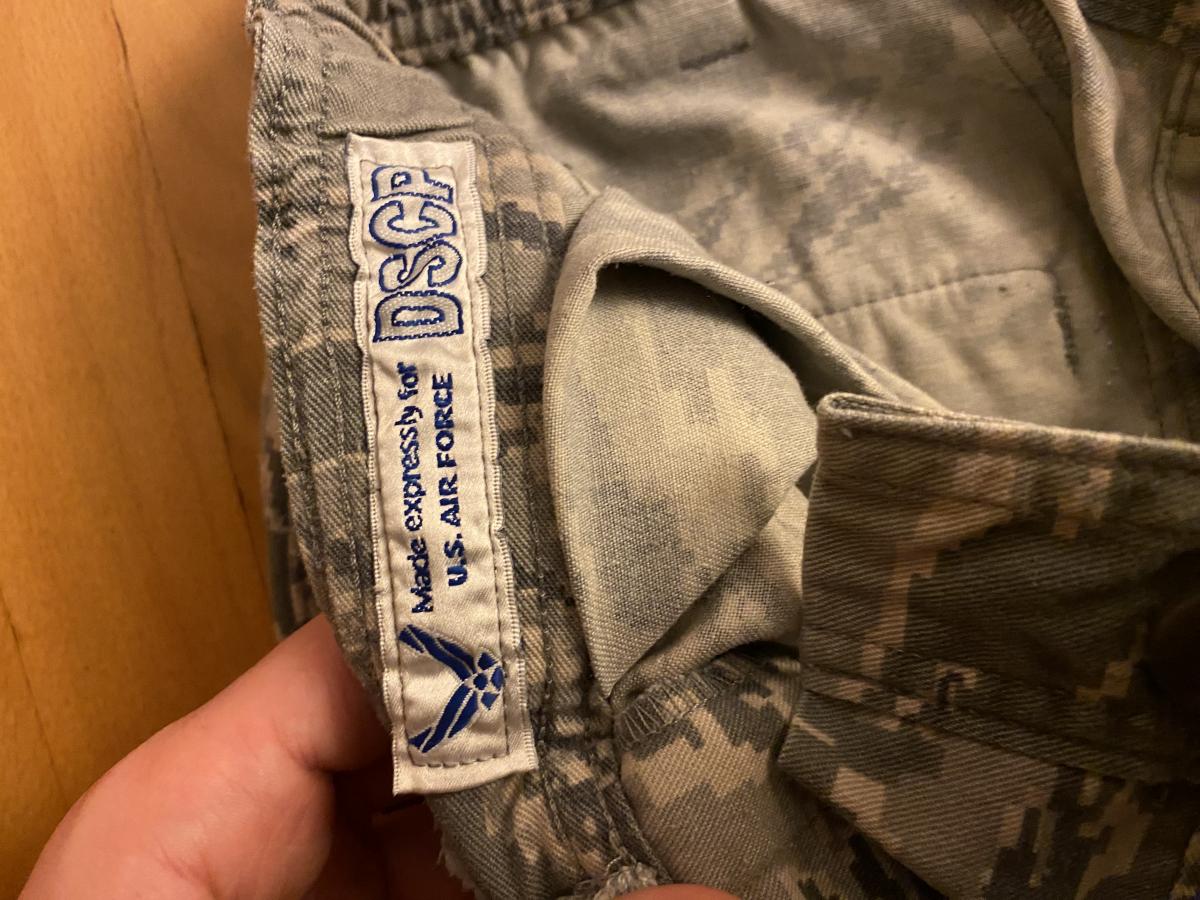 Made expressly for
U.S. AIR FORCE
DSCP